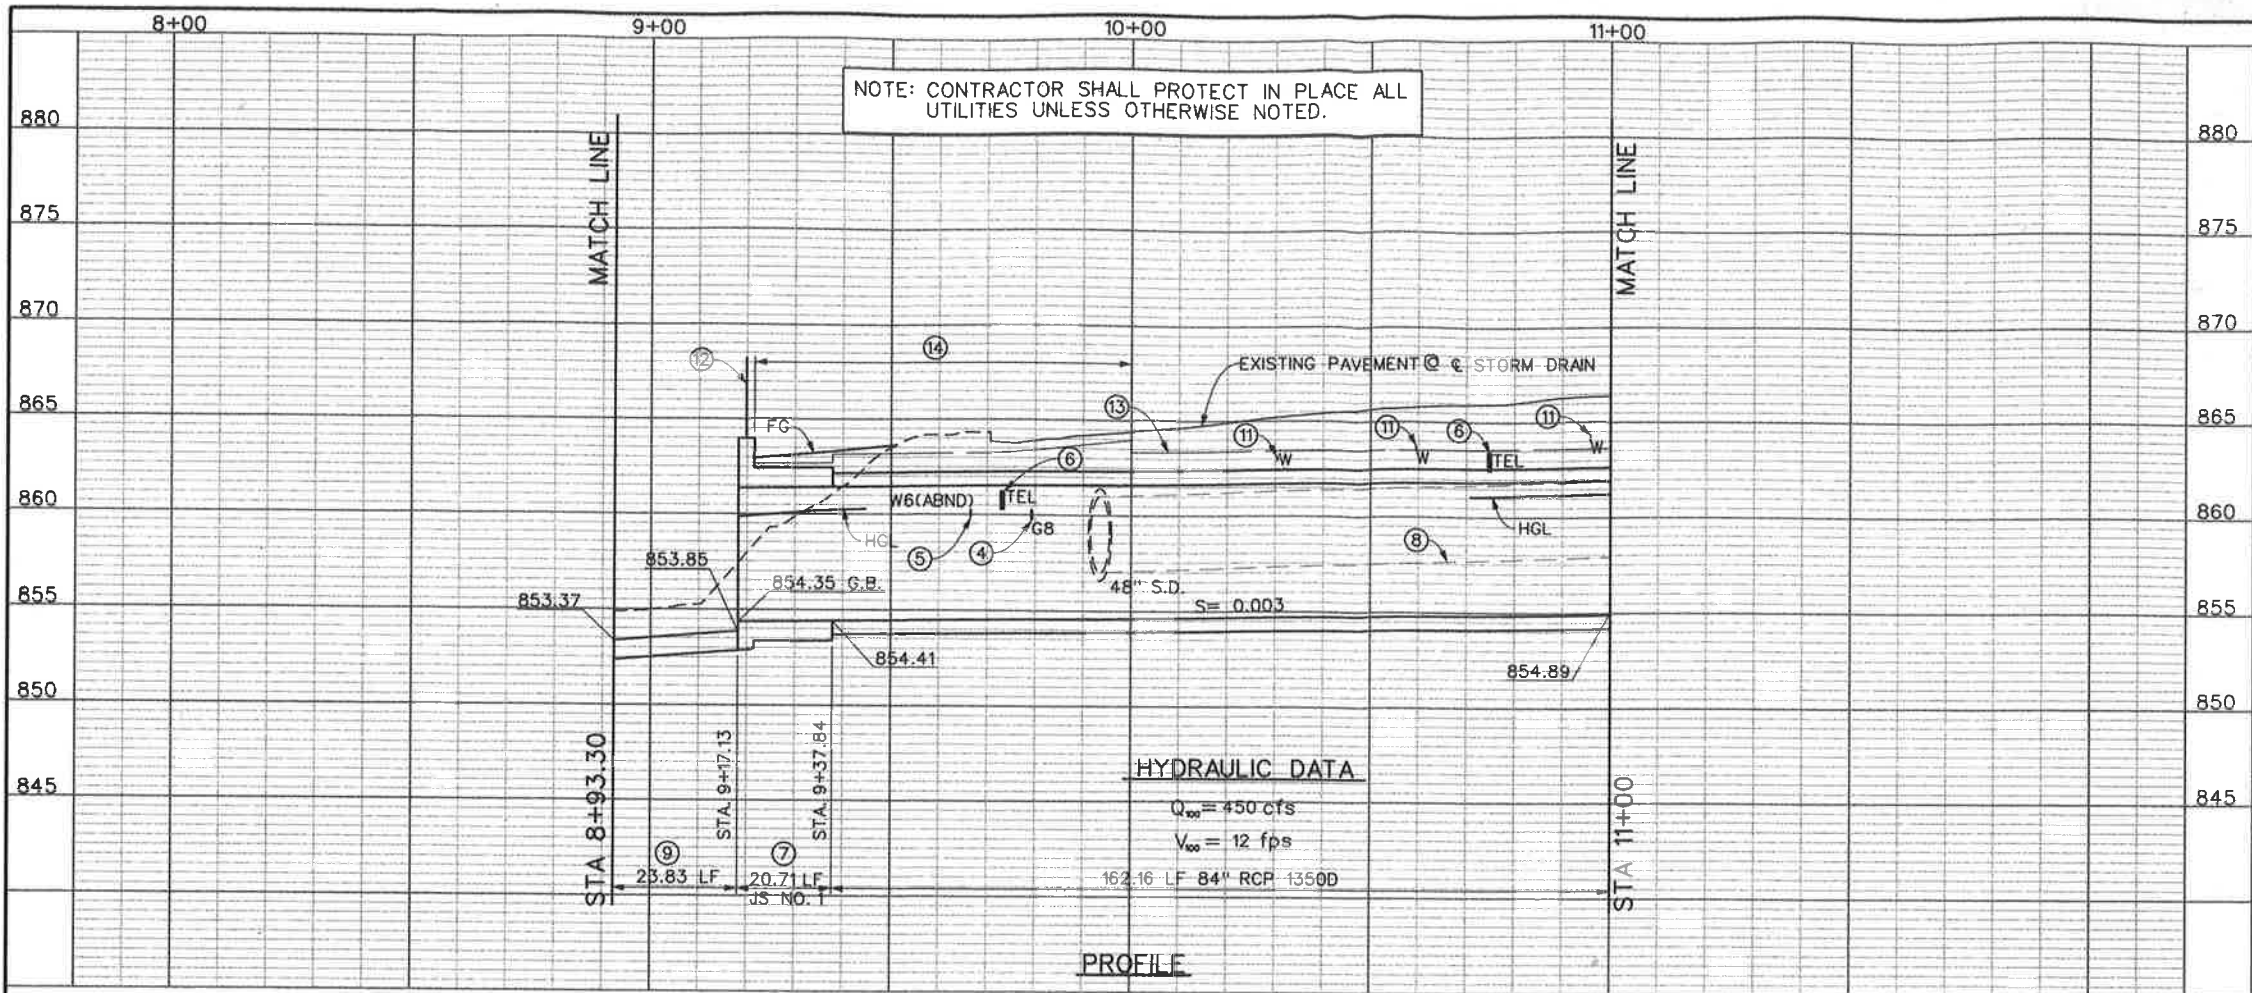 8+00 9+00 10+00 11+00
NOTE: CONTRACTOR SHALL PROTECT IN PLACE ALL
UTILITIES UNLESS OTHERWISE NOTED.
880 880
MATCH LINE MATCH LINE
875 875
870 870
12 14 EXISTING PAVEMENT @ ℄ STORM DRAIN
865 865
FG 13 11 11 6 11
W W TEL W
6
860 860
W6(ABND) TEL
G8
HGL HGL
5 4 8
853.85
854.35 G.B.
48" S.D.
853.37
855 855
S= 0.003
854.41 854.89
850 850
STA 8+93.30 STA. 9+17.13 STA. 9+37.84 STA 11+00
845 845
HYDRAULIC DATA
Q100= 450 cfs
V100= 12 fps
9 7
23.83 LF 20.71 LF 162.16 LF 84" RCP 1350D
JS NO. 1
PROFILE